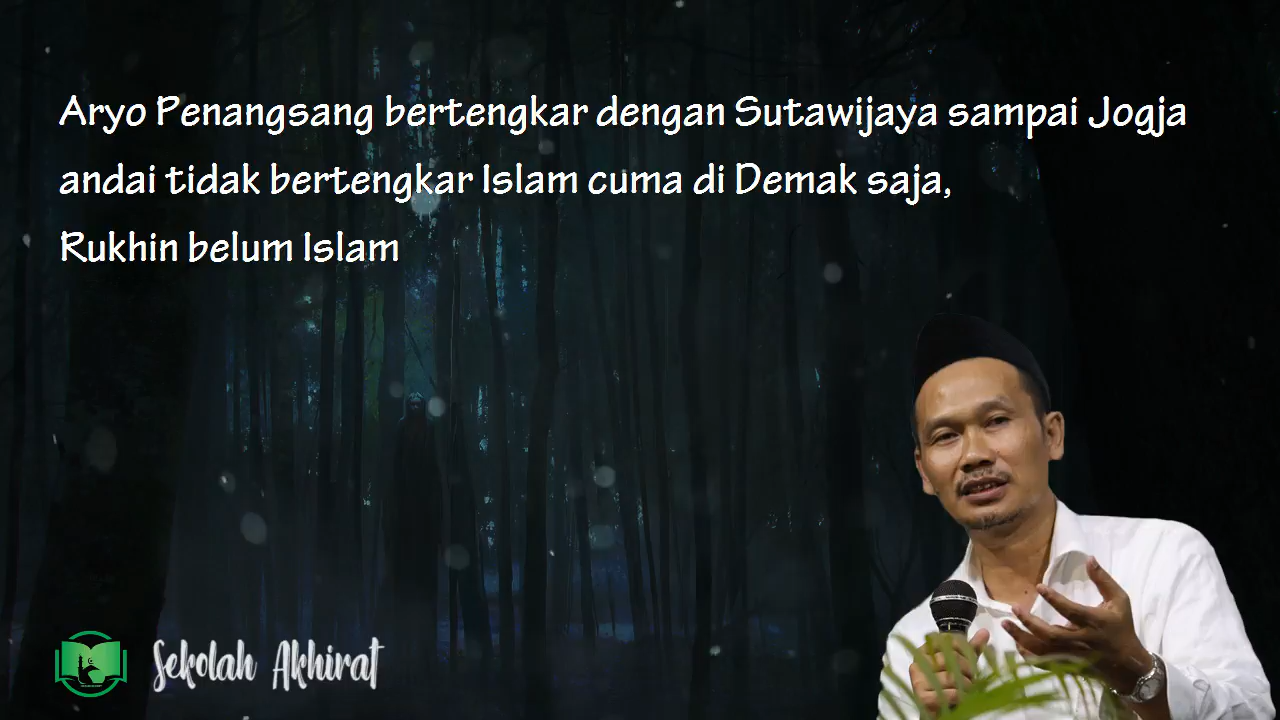 Aryo Penangsang bertengkar dengan Sutawijaya sampai Jogja
andai tidak bertengkar Islam cuma di Demak saja,
Rukhin belum Islam
Sekolah Akhirat